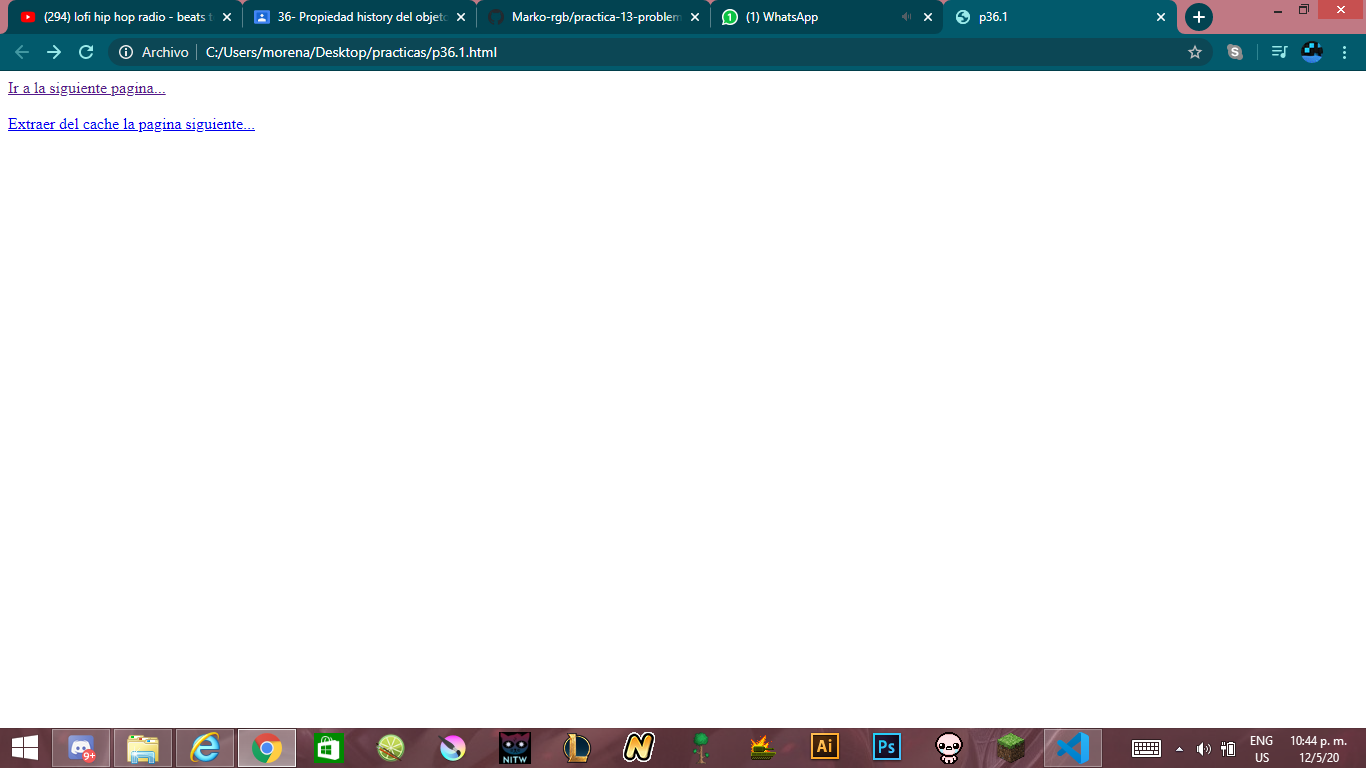 (294) lofi hip hop radio - beats t
36- Propiedad history del objeto
Marko-rgb/practica-13-problem
(1) WhatsApp
p36.1
Archivo
C:/Users/morena/Desktop/practicas/p36.1.html
Ir a la siguiente pagina...
Extraer del cache la pagina siguiente...
9+
NITW
N
Ai
Ps
ENG
US
10:44 p. m.
12/5/20